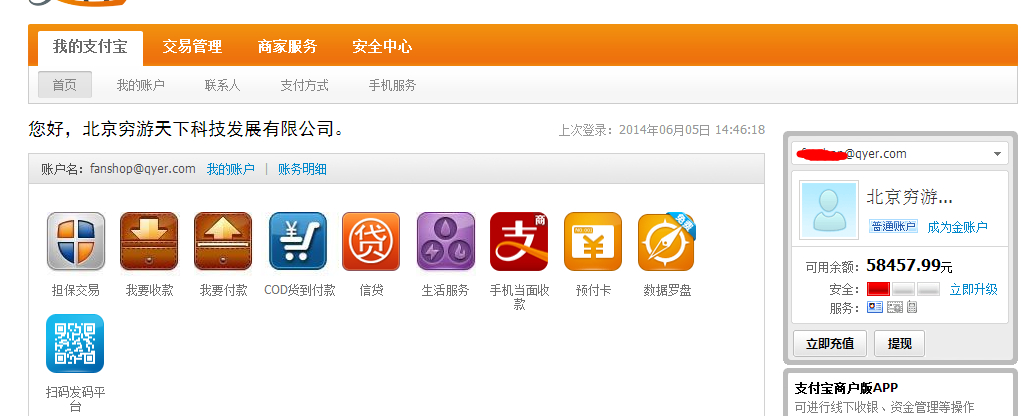 我的支付宝 交易管理 商家服务 安全中心
首页 我的账户 联系人 支付方式 手机服务
您好，北京穷游天下科技发展有限公司。
上次登录：2014年06月05日 14:46:18
账户名：fanshop@qyer.com 我的账户 | 账务明细
担保交易 我要收款 我要付款 COD货到付款 信贷 生活服务 手机当面收款 预付卡 数据罗盘
贷
商
支
免费
扫码发码平台
@qyer.com
北京穷游...
普通账户 成为金账户
可用余额：58457.99元
安全： 立即升级
服务：
立即充值 提现
支付宝商户版APP
可进行线下收银、资金管理等操作